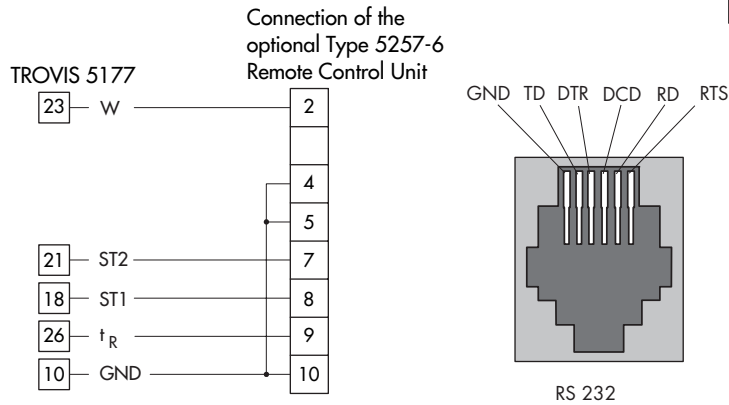 Connection of the
optional Type 5257-6
Remote Control Unit
TROVIS 5177
23 W 2
4
5
21 ST2 7
18 ST1 8
26 tR 9
10 GND 10
GND TD DTR DCD RD RTS
RS 232